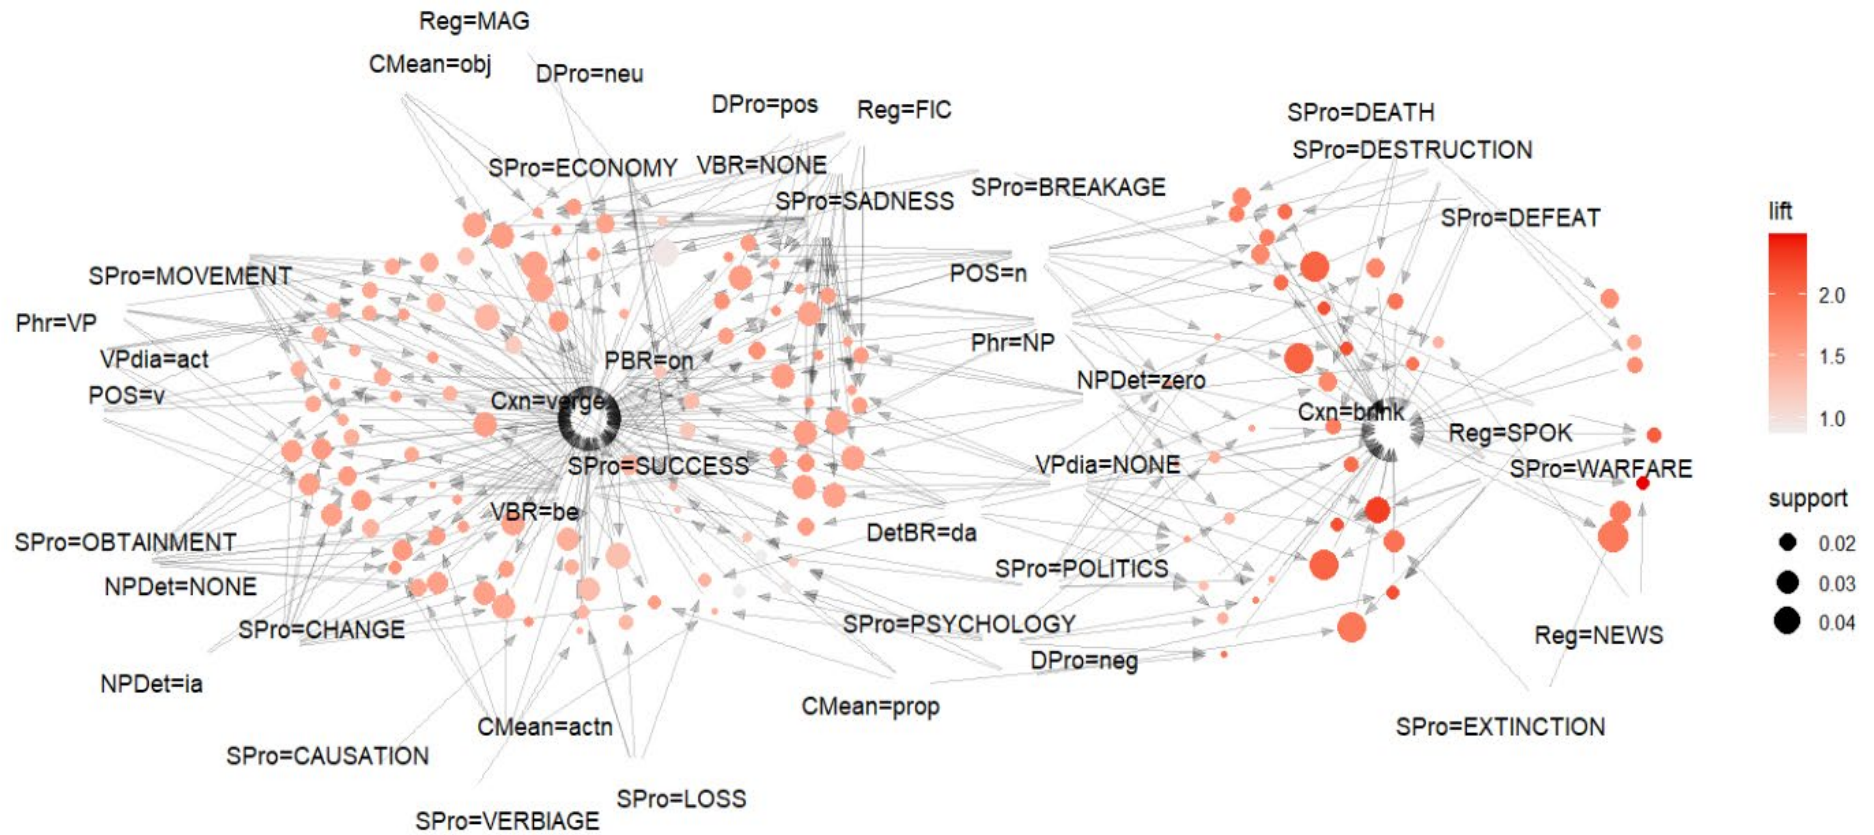 Reg=MAG
CMean=obj
DPro=neu
DPro=pos
Reg=FIC
SPro=DEATH
SPro=DESTRUCTION
SPro=ECONOMY
VBR=NONE
SPro=BREAKAGE
SPro=SADNESS
SPro=DEFEAT
lift
SPro=MOVEMENT
POS=n
2.0
Phr=VP
Phr=NP
VPdia=act
PBR=on
1.5
NPDet=zero
POS=v
Cxn=verge
Cxn=brink
1.0
Reg=SPOK
SPro=SUCCESS
VPdia=NONE
SPro=WARFARE
support
VBR=be
DetBR=da
SPro=OBTAINMENT
0.02
SPro=POLITICS
NPDet=NONE
0.03
SPro=CHANGE
SPro=PSYCHOLOGY
0.04
Reg=NEWS
DPro=neg
NPDet=ia
CMean=prop
CMean=actn
SPro=EXTINCTION
SPro=CAUSATION
SPro=LOSS
SPro=VERBIAGE